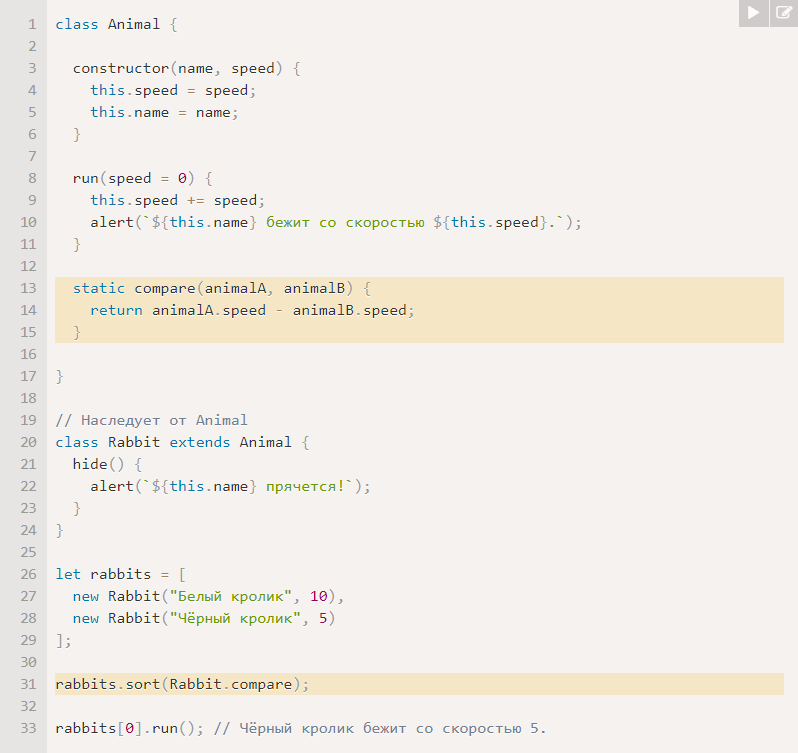 1 class Animal {
2
3   constructor(name, speed) {
4     this.speed = speed;
5     this.name = name;
6   }
7
8   run(speed = 0) {
9     this.speed += speed;
10     alert(`${this.name} бежит со скоростью ${this.speed}.`);
11   }
12
13   static compare(animalA, animalB) {
14     return animalA.speed - animalB.speed;
15   }
16
17 }
18
19 // Наследует от Animal
20 class Rabbit extends Animal {
21   hide() {
22     alert(`${this.name} прячется!`);
23   }
24 }
25
26 let rabbits = [
27   new Rabbit("Белый кролик", 10),
28   new Rabbit("Чёрный кролик", 5)
29 ];
30
31 rabbits.sort(Rabbit.compare);
32
33 rabbits[0].run(); // Чёрный кролик бежит со скоростью 5.